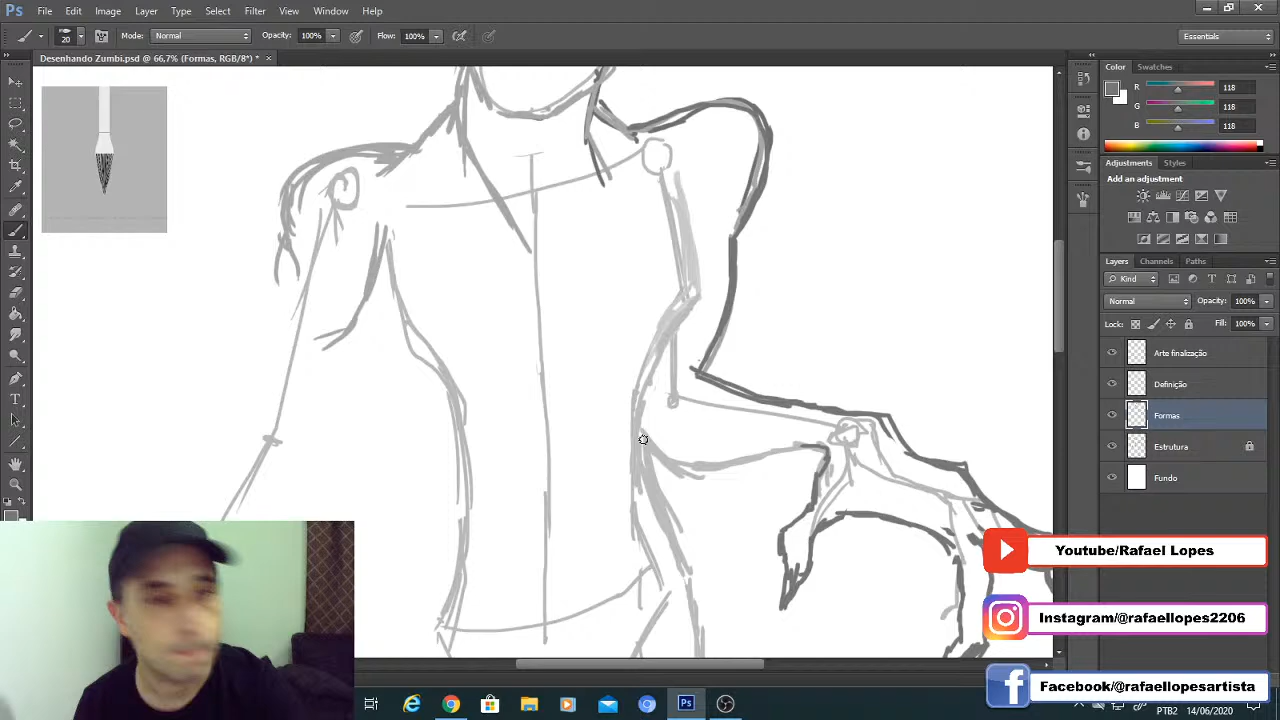 Ps File Edit Image Layer Type Select Filter 3D View Window Help
20 Mode: Normal Opacity: 100% Flow: 100% Essentials
Desenhando Zumbi.psd @ 66,7% (Formas, RGB/8*) * ×
Color Swatches
R 118
G 118
B 118
Adjustments Styles
Add an adjustment
Layers Channels Paths
Kind
Normal Opacity: 100%
Lock: Fill: 100%
Arte finalização
Definição
Formas
Estrutura
Fundo
Youtube/Rafael Lopes
Instagram/@rafaellopes2206
Facebook/@rafaellopesartista
PTB2 14/06/2020